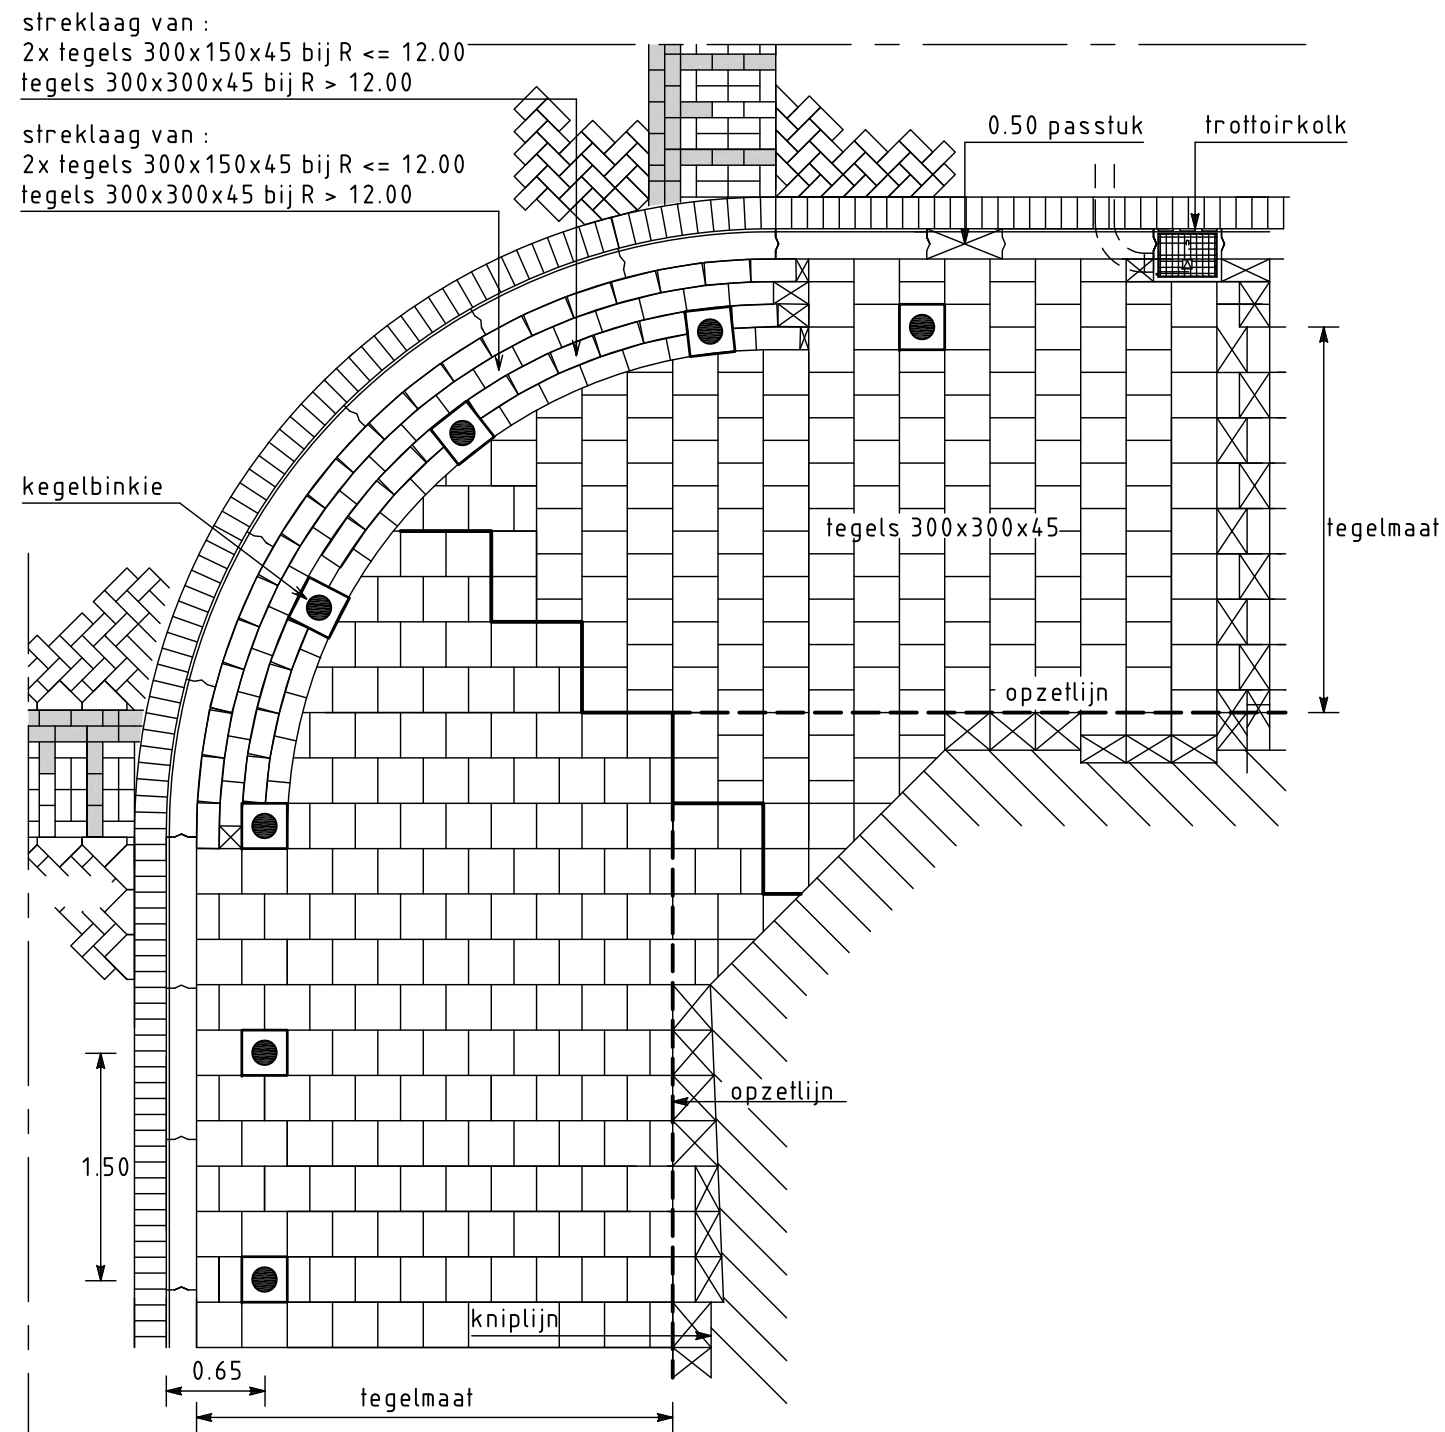 streklaag van :
2x tegels 300x150x45 bij R <= 12.00
tegels 300x300x45 bij R > 12.00
0.50 passtuk
trottoirkolk
streklaag van :
2x tegels 300x150x45 bij R <= 12.00
tegels 300x300x45 bij R > 12.00
kegelbinkie
tegels 300x300x45
tegelmaat
opzetlijn
opzetlijn
1.50
kniplijn
0.65
tegelmaat